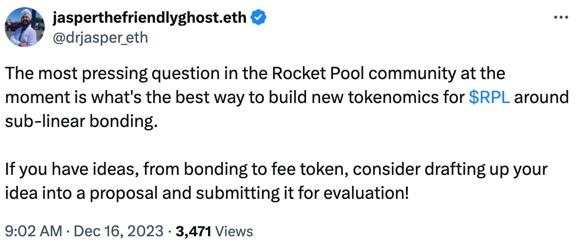 jasperthefriendlyghost.eth
@drjasper_eth
The most pressing question in the Rocket Pool community at the
moment is what's the best way to build new tokenomics for $RPL around
sub-linear bonding.
If you have ideas, from bonding to fee token, consider drafting up your
idea into a proposal and submitting it for evaluation!
9:02 AM · Dec 16, 2023 · 3,471 Views